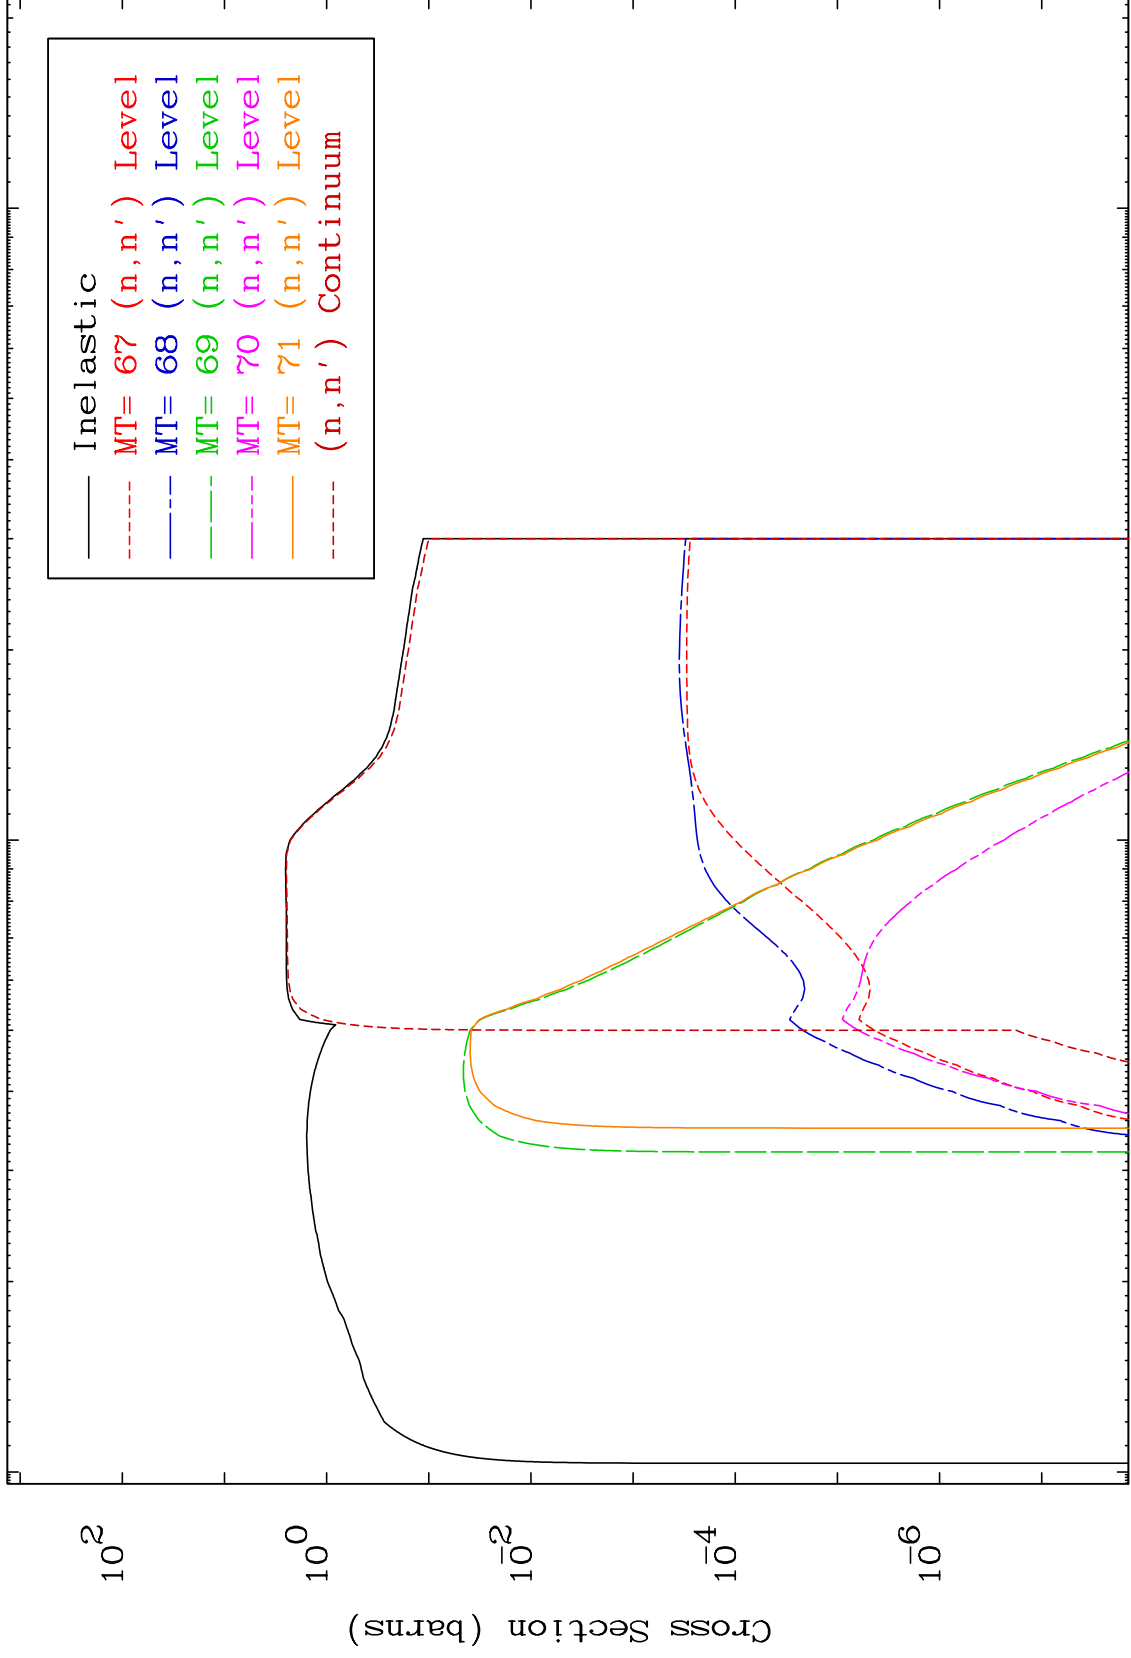 Inelastic
MT= 67 (n,n') Level
MT= 68 (n,n') Level
MT= 69 (n,n') Level
MT= 70 (n,n') Level
MT= 71 (n,n') Level
(n,n') Continuum
10^2
10^0
10^-2
10^-4
10^-6
Cross Section (barns)